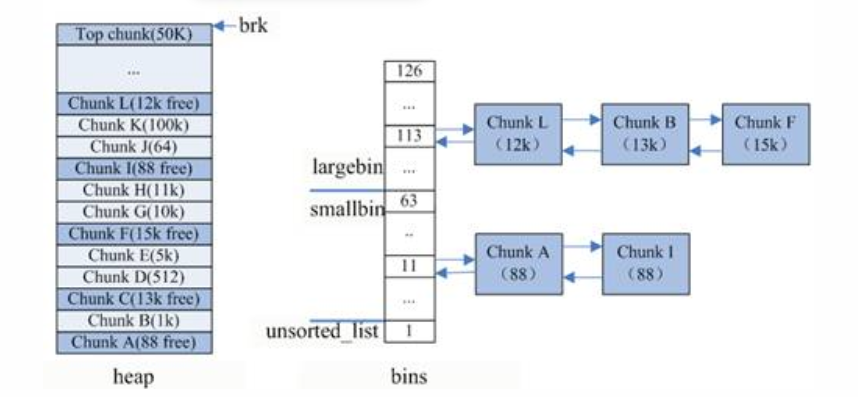 Top chunk(50K)
brk
...
Chunk L(12k free)
Chunk K(100k)
Chunk J(64)
Chunk I(88 free)
Chunk H(11k)
Chunk G(10k)
Chunk F(15k free)
Chunk E(5k)
Chunk D(512)
Chunk C(13k free)
Chunk B(1k)
Chunk A(88 free)
heap
126
...
113
largebin
...
smallbin
63
..
11
...
unsorted_list
1
bins
Chunk L
(12k)
Chunk B
(13k)
Chunk F
(15k)
Chunk A
(88)
Chunk I
(88)